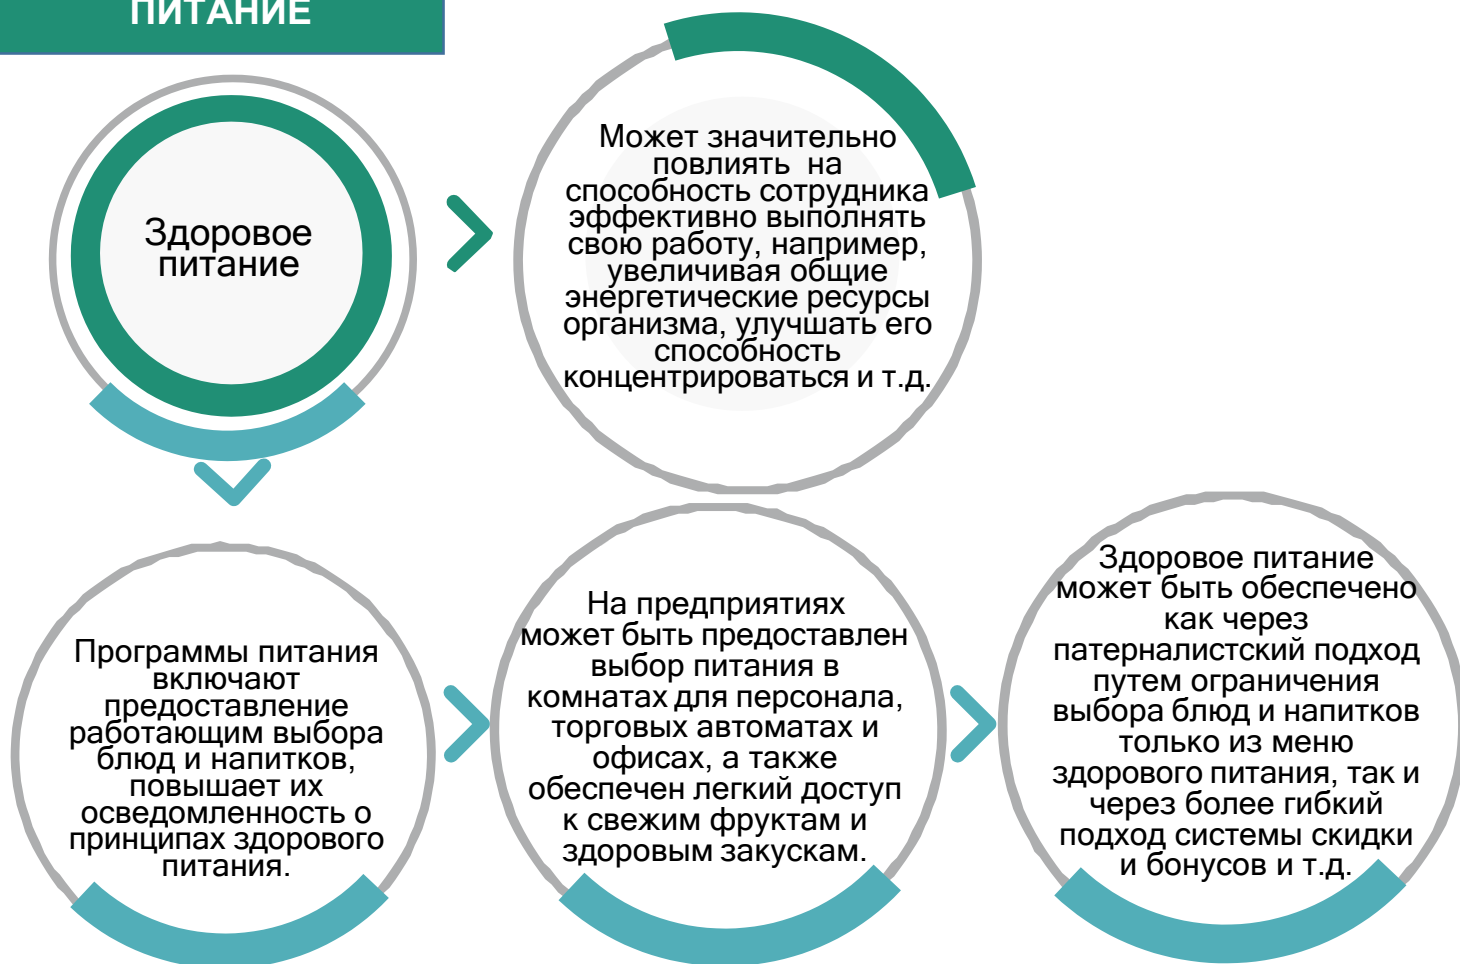 ПИТАНИЕ
Здоровое
питание
Может значительно
повлиять на
способность сотрудника
эффективно выполнять
свою работу, например,
увеличивая общие
энергетические ресурсы
организма, улучшать его
способность
концентрироваться и т.д.
Программы питания
включают
предоставление
работающим выбора
блюд и напитков,
повышает их
осведомленность о
принципах здорового
питания.
На предприятиях
может быть предоставлен
выбор питания в
комнатах для персонала,
торговых автоматах и
офисах, а также
обеспечен легкий доступ
к свежим фруктам и
здоровым закускам.
Здоровое питание
может быть обеспечено
как через
патерналистский подход
путем ограничения
выбора блюд и напитков
только из меню
здорового питания, так и
через более гибкий
подход системы скидки
и бонусов и т.д.